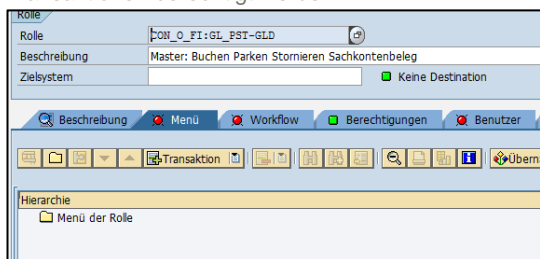 Rolle
Rolle CON_O_FI:GL_PST-GLD
Beschreibung Master: Buchen Parken Stornieren Sachkontenbeleg
Zielsystem Keine Destination
Beschreibung Menü Workflow Berechtigungen Benutzer
Transaktion Übern
Hierarchie
Menü der Rolle